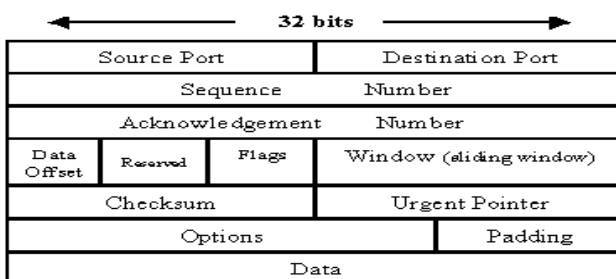 32 bits
Source Port Destination Port
Sequence Number
Acknowledgement Number
Data Offset Reserved Flags Window (sliding window)
Checksum Urgent Pointer
Options Padding
Data